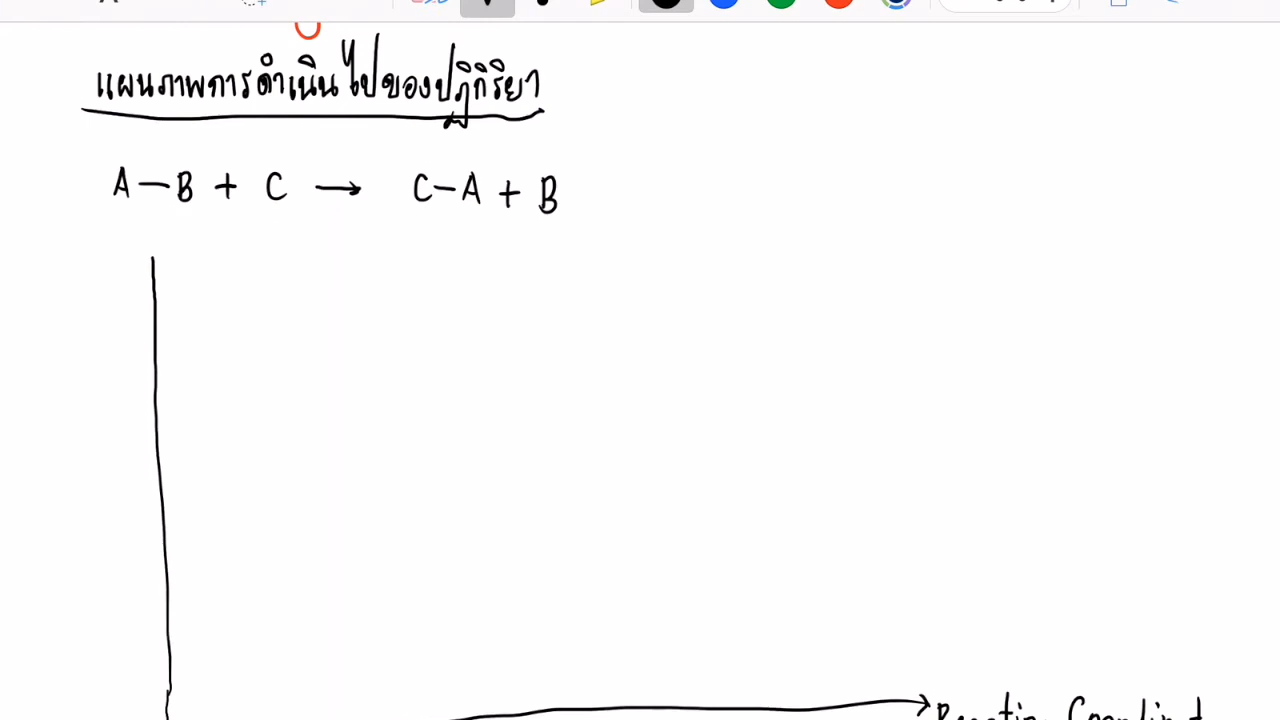 แผนภาพการดำเนินไปของปฏิกิริยา
A-B + C → C-A + B